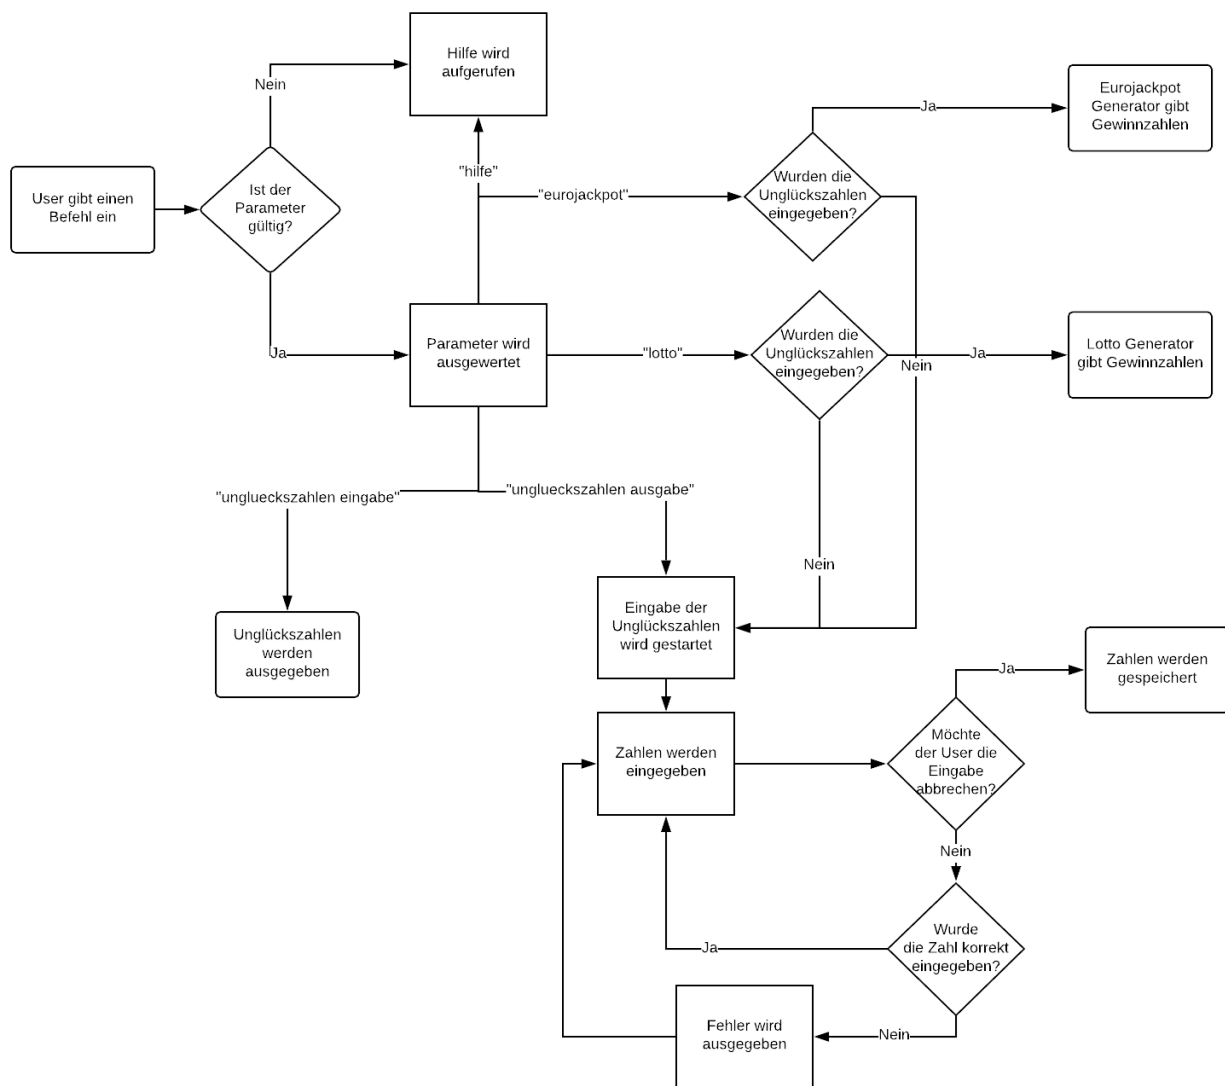 Hilfe wird
aufgerufen
Nein
Eurojackpot
Generator gibt
Gewinnzahlen
Ja
User gibt einen
Befehl ein
Ist der
Parameter
gültig?
"hilfe"
"eurojackpot"
Wurden die
Unglückszahlen
eingegeben?
Ja
Parameter wird
ausgewertet
"lotto"
Wurden die
Unglückszahlen
eingegeben?
Nein
Ja
Lotto Generator
gibt Gewinnzahlen
"unglueckszahlen eingabe"
"unglueckszahlen ausgabe"
Nein
Unglückszahlen
werden
ausgegeben
Eingabe der
Unglückszahlen
wird gestartet
Ja
Zahlen werden
gespeichert
Zahlen werden
eingegeben
Möchte
der User die
Eingabe
abbrechen?
Nein
Ja
Wurde
die Zahl korrekt
eingegeben?
Fehler wird
ausgegeben
Nein